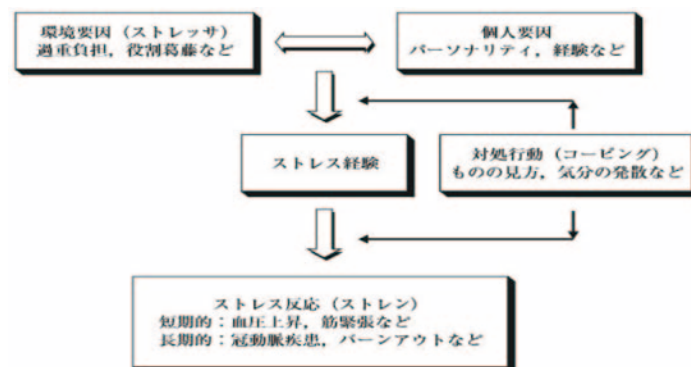 環境要因（ストレッサ）
過重負担，役割葛藤など
個人要因
パーソナリティ，経験など
ストレス経験
対処行動（コーピング）
ものの見方，気分の発散など
ストレス反応（ストレン）
短期的：血圧上昇，筋緊張など
長期的：冠動脈疾患，バーンアウトなど